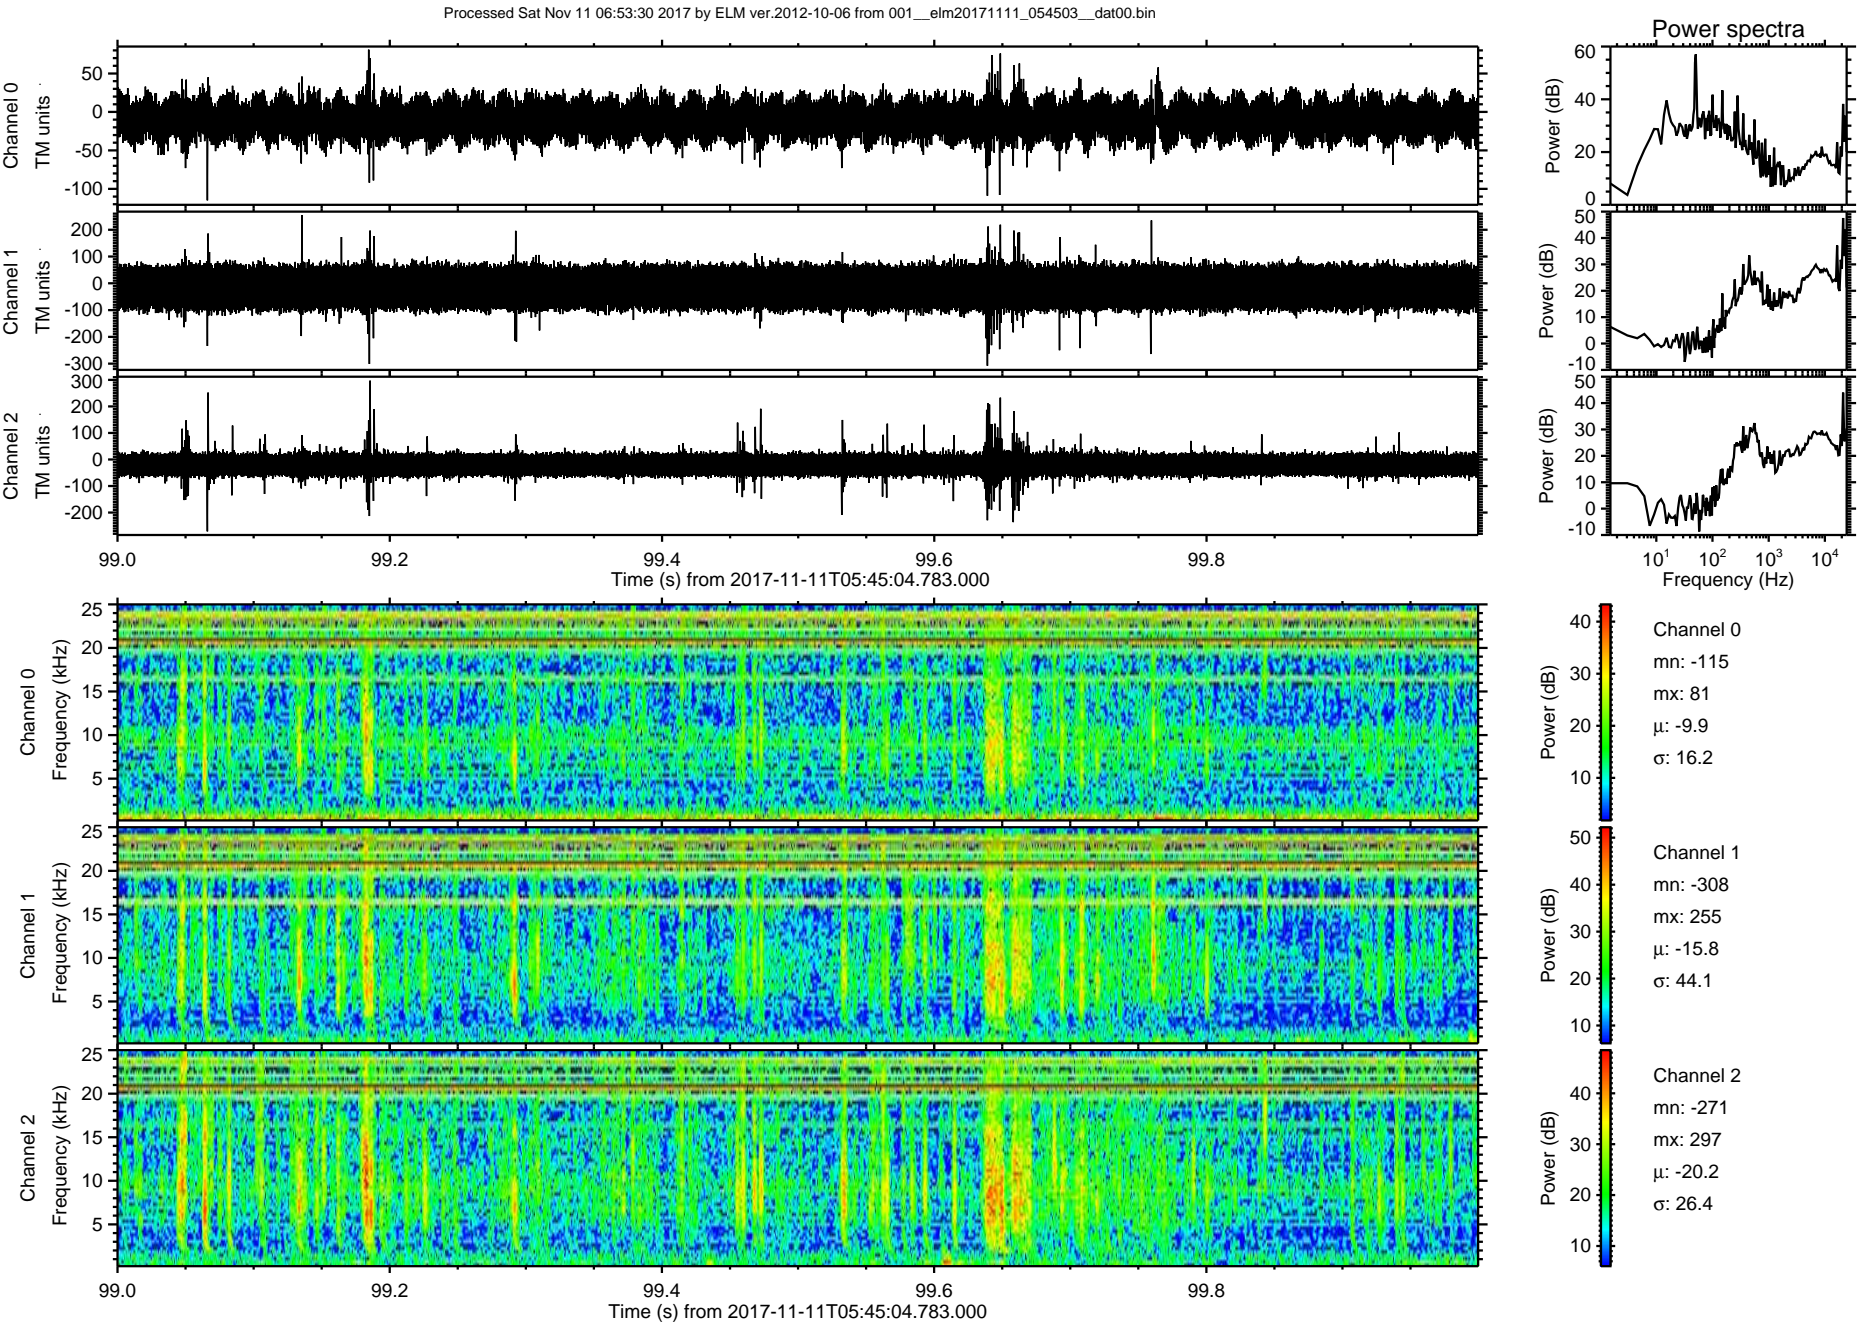 Processed Sat Nov 11 06:53:30 2017 by ELM ver.2012-10-06 from 001__elm20171111_054503__dat00.bin
Power spectra
Channel 0
TM units
50
0
-50
-100
Power (dB)
60
40
20
0
Channel 1
TM units
200
100
0
-100
-200
-300
Power (dB)
50
40
30
20
10
0
-10
Channel 2
TM units
300
200
100
0
-100
-200
Power (dB)
50
40
30
20
10
0
-10
99.0 99.2 99.4 99.6 99.8
Time (s) from 2017-11-11T05:45:04.783.000
10^1 10^2 10^3 10^4
Frequency (Hz)
Channel 0
Frequency (kHz)
25
20
15
10
5
Power (dB)
40
30
20
10
Channel 0
mn: -115
mx: 81
μ: -9.9
σ: 16.2
Channel 1
Frequency (kHz)
25
20
15
10
5
Power (dB)
50
40
30
20
10
Channel 1
mn: -308
mx: 255
μ: -15.8
σ: 44.1
Channel 2
Frequency (kHz)
25
20
15
10
5
Power (dB)
40
30
20
10
Channel 2
mn: -271
mx: 297
μ: -20.2
σ: 26.4
99.0 99.2 99.4 99.6 99.8
Time (s) from 2017-11-11T05:45:04.783.000